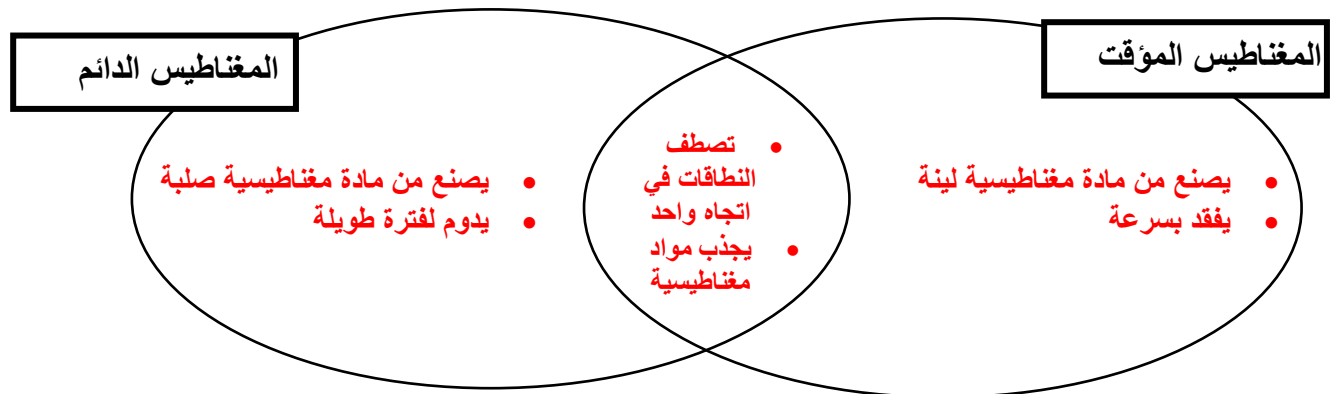 المغناطيس المؤقت
المغناطيس الدائم
• يصنع من مادة مغناطيسية لينة
• يفقد بسرعة
• تصطف
النطاقات في
اتجاه واحد
• يجذب مواد
مغناطيسية
• يصنع من مادة مغناطيسية صلبة
• يدوم لفترة طويلة